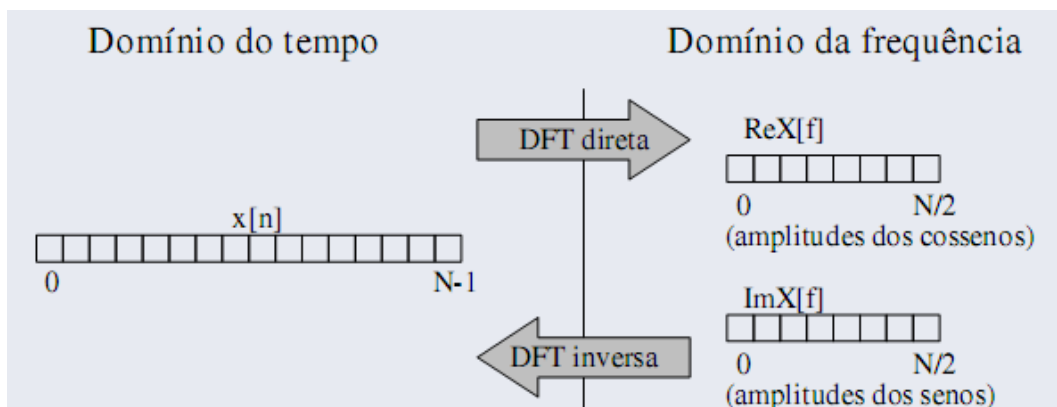 Domínio do tempo
Domínio da frequência
DFT direta
ReX[f]
0 N/2
(amplitudes dos cossenos)
x[n]
0 N-1
ImX[f]
DFT inversa
0 N/2
(amplitudes dos senos)